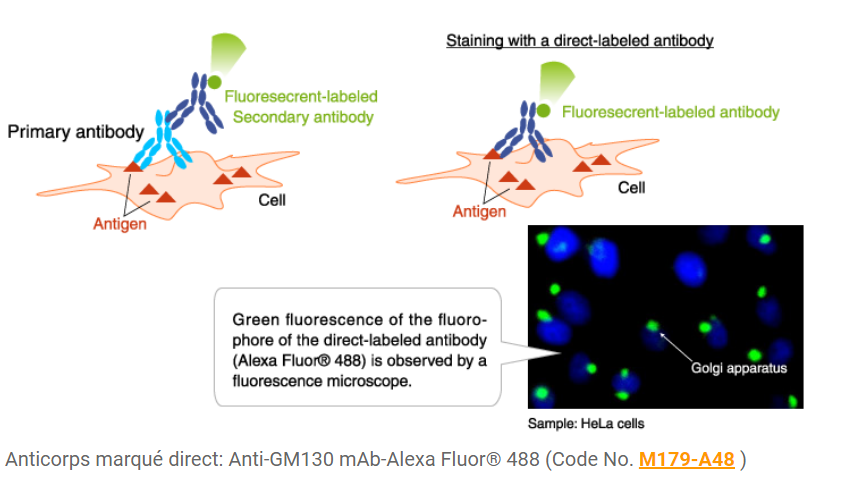 Staining with a direct-labeled antibody
Fluoresecrent-labeled
Secondary antibody
Primary antibody
Cell
Antigen
Fluoresecrent-labeled antibody
Cell
Antigen
Green fluorescence of the fluoro-
phore of the direct-labeled antibody
(Alexa Fluor® 488) is observed by a
fluorescence microscope.
Golgi apparatus
Sample: HeLa cells
Anticorps marqué direct: Anti-GM130 mAb-Alexa Fluor® 488 (Code No. M179-A48 )